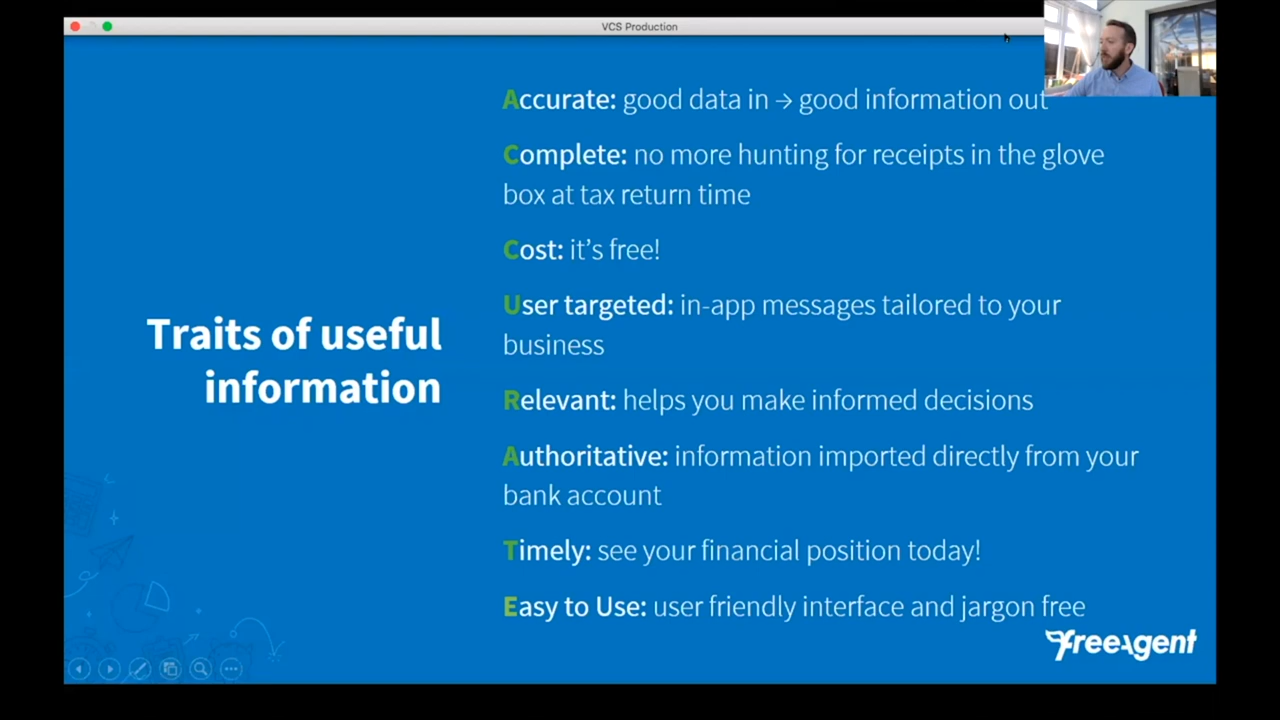 VCS Production
Accurate: good data in → good information out
Complete: no more hunting for receipts in the glove
box at tax return time
Cost: it's free!
User targeted: in-app messages tailored to your
business
Traits of useful
information
Relevant: helps you make informed decisions
Authoritative: information imported directly from your
bank account
Timely: see your financial position today!
Easy to Use: user friendly interface and jargon free
freeagent